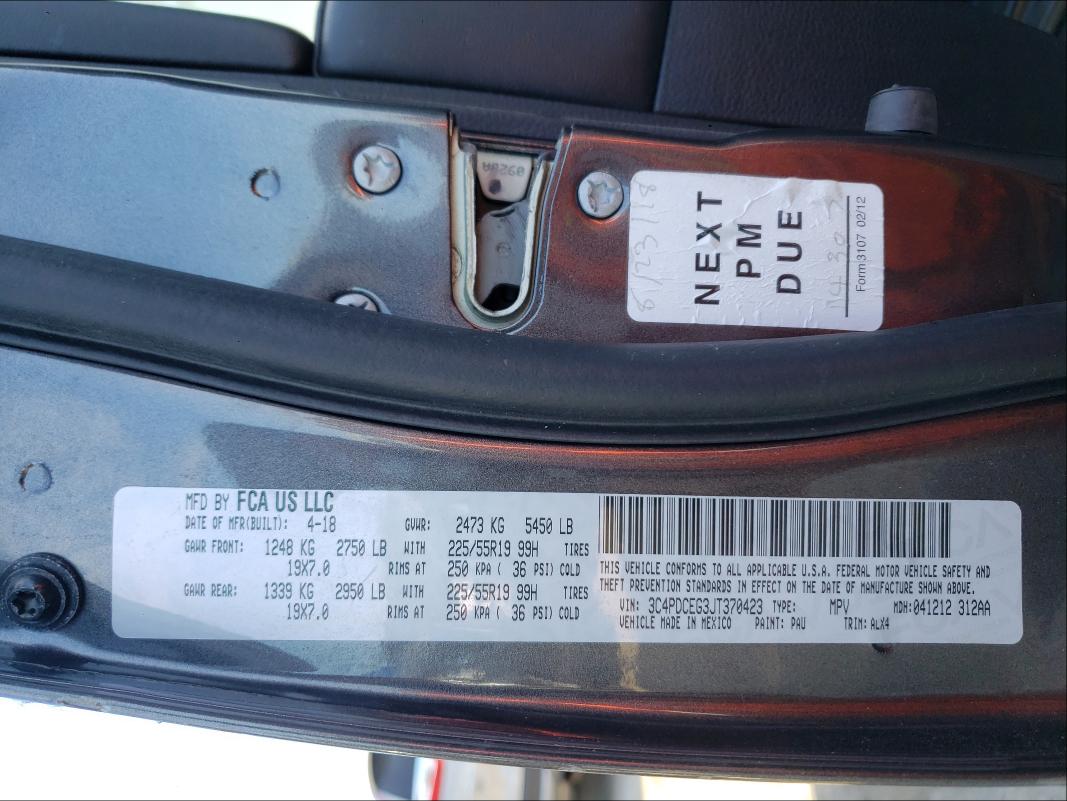 0928A
NEXT
PM
DUE
Form 3107 02/12
MFD BY FCA US LLC
DATE OF MFR(BUILT): 4-18 GVWR: 2473 KG 5450 LB
GAWR FRONT: 1248 KG 2750 LB WITH 225/55R19 99H TIRES
19X7.0 RIMS AT 250 KPA ( 36 PSI) COLD
GAWR REAR: 1339 KG 2950 LB WITH 225/55R19 99H TIRES
19X7.0 RIMS AT 250 KPA ( 36 PSI) COLD
THIS VEHICLE CONFORMS TO ALL APPLICABLE U.S.A. FEDERAL MOTOR VEHICLE SAFETY AND
THEFT PREVENTION STANDARDS IN EFFECT ON THE DATE OF MANUFACTURE SHOWN ABOVE.
VIN: 3C4PDCEG3JT370423 TYPE: MPV MDH: 041212 312AA
VEHICLE MADE IN MEXICO PAINT: PAU TRIM: ALX4